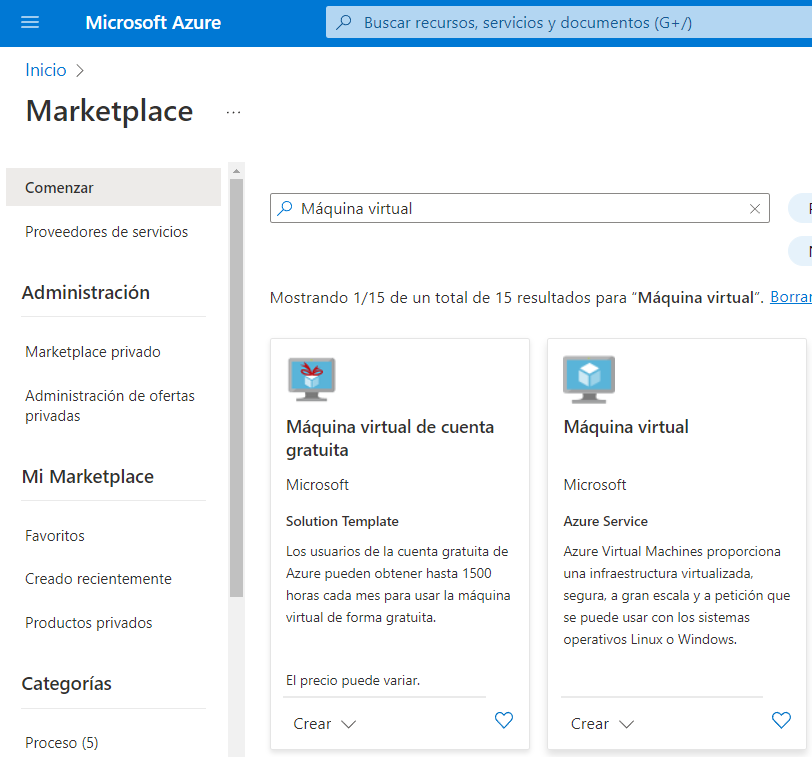 Microsoft Azure
Buscar recursos, servicios y documentos (G+/)
Inicio
Marketplace
...
Comenzar
Proveedores de servicios
Administración
Marketplace privado
Administración de ofertas
privadas
Mi Marketplace
Favoritos
Creado recientemente
Productos privados
Categorías
Proceso (5)
Máquina virtual
Mostrando 1/15 de un total de 15 resultados para “Máquina virtual”. Borrar
Máquina virtual de cuenta
gratuita
Microsoft
Solution Template
Los usuarios de la cuenta gratuita de
Azure pueden obtener hasta 1500
horas cada mes para usar la máquina
virtual de forma gratuita.
El precio puede variar.
Crear
Máquina virtual
Microsoft
Azure Service
Azure Virtual Machines proporciona
una infraestructura virtualizada,
segura, a gran escala y a petición que
se puede usar con los sistemas
operativos Linux o Windows.
Crear